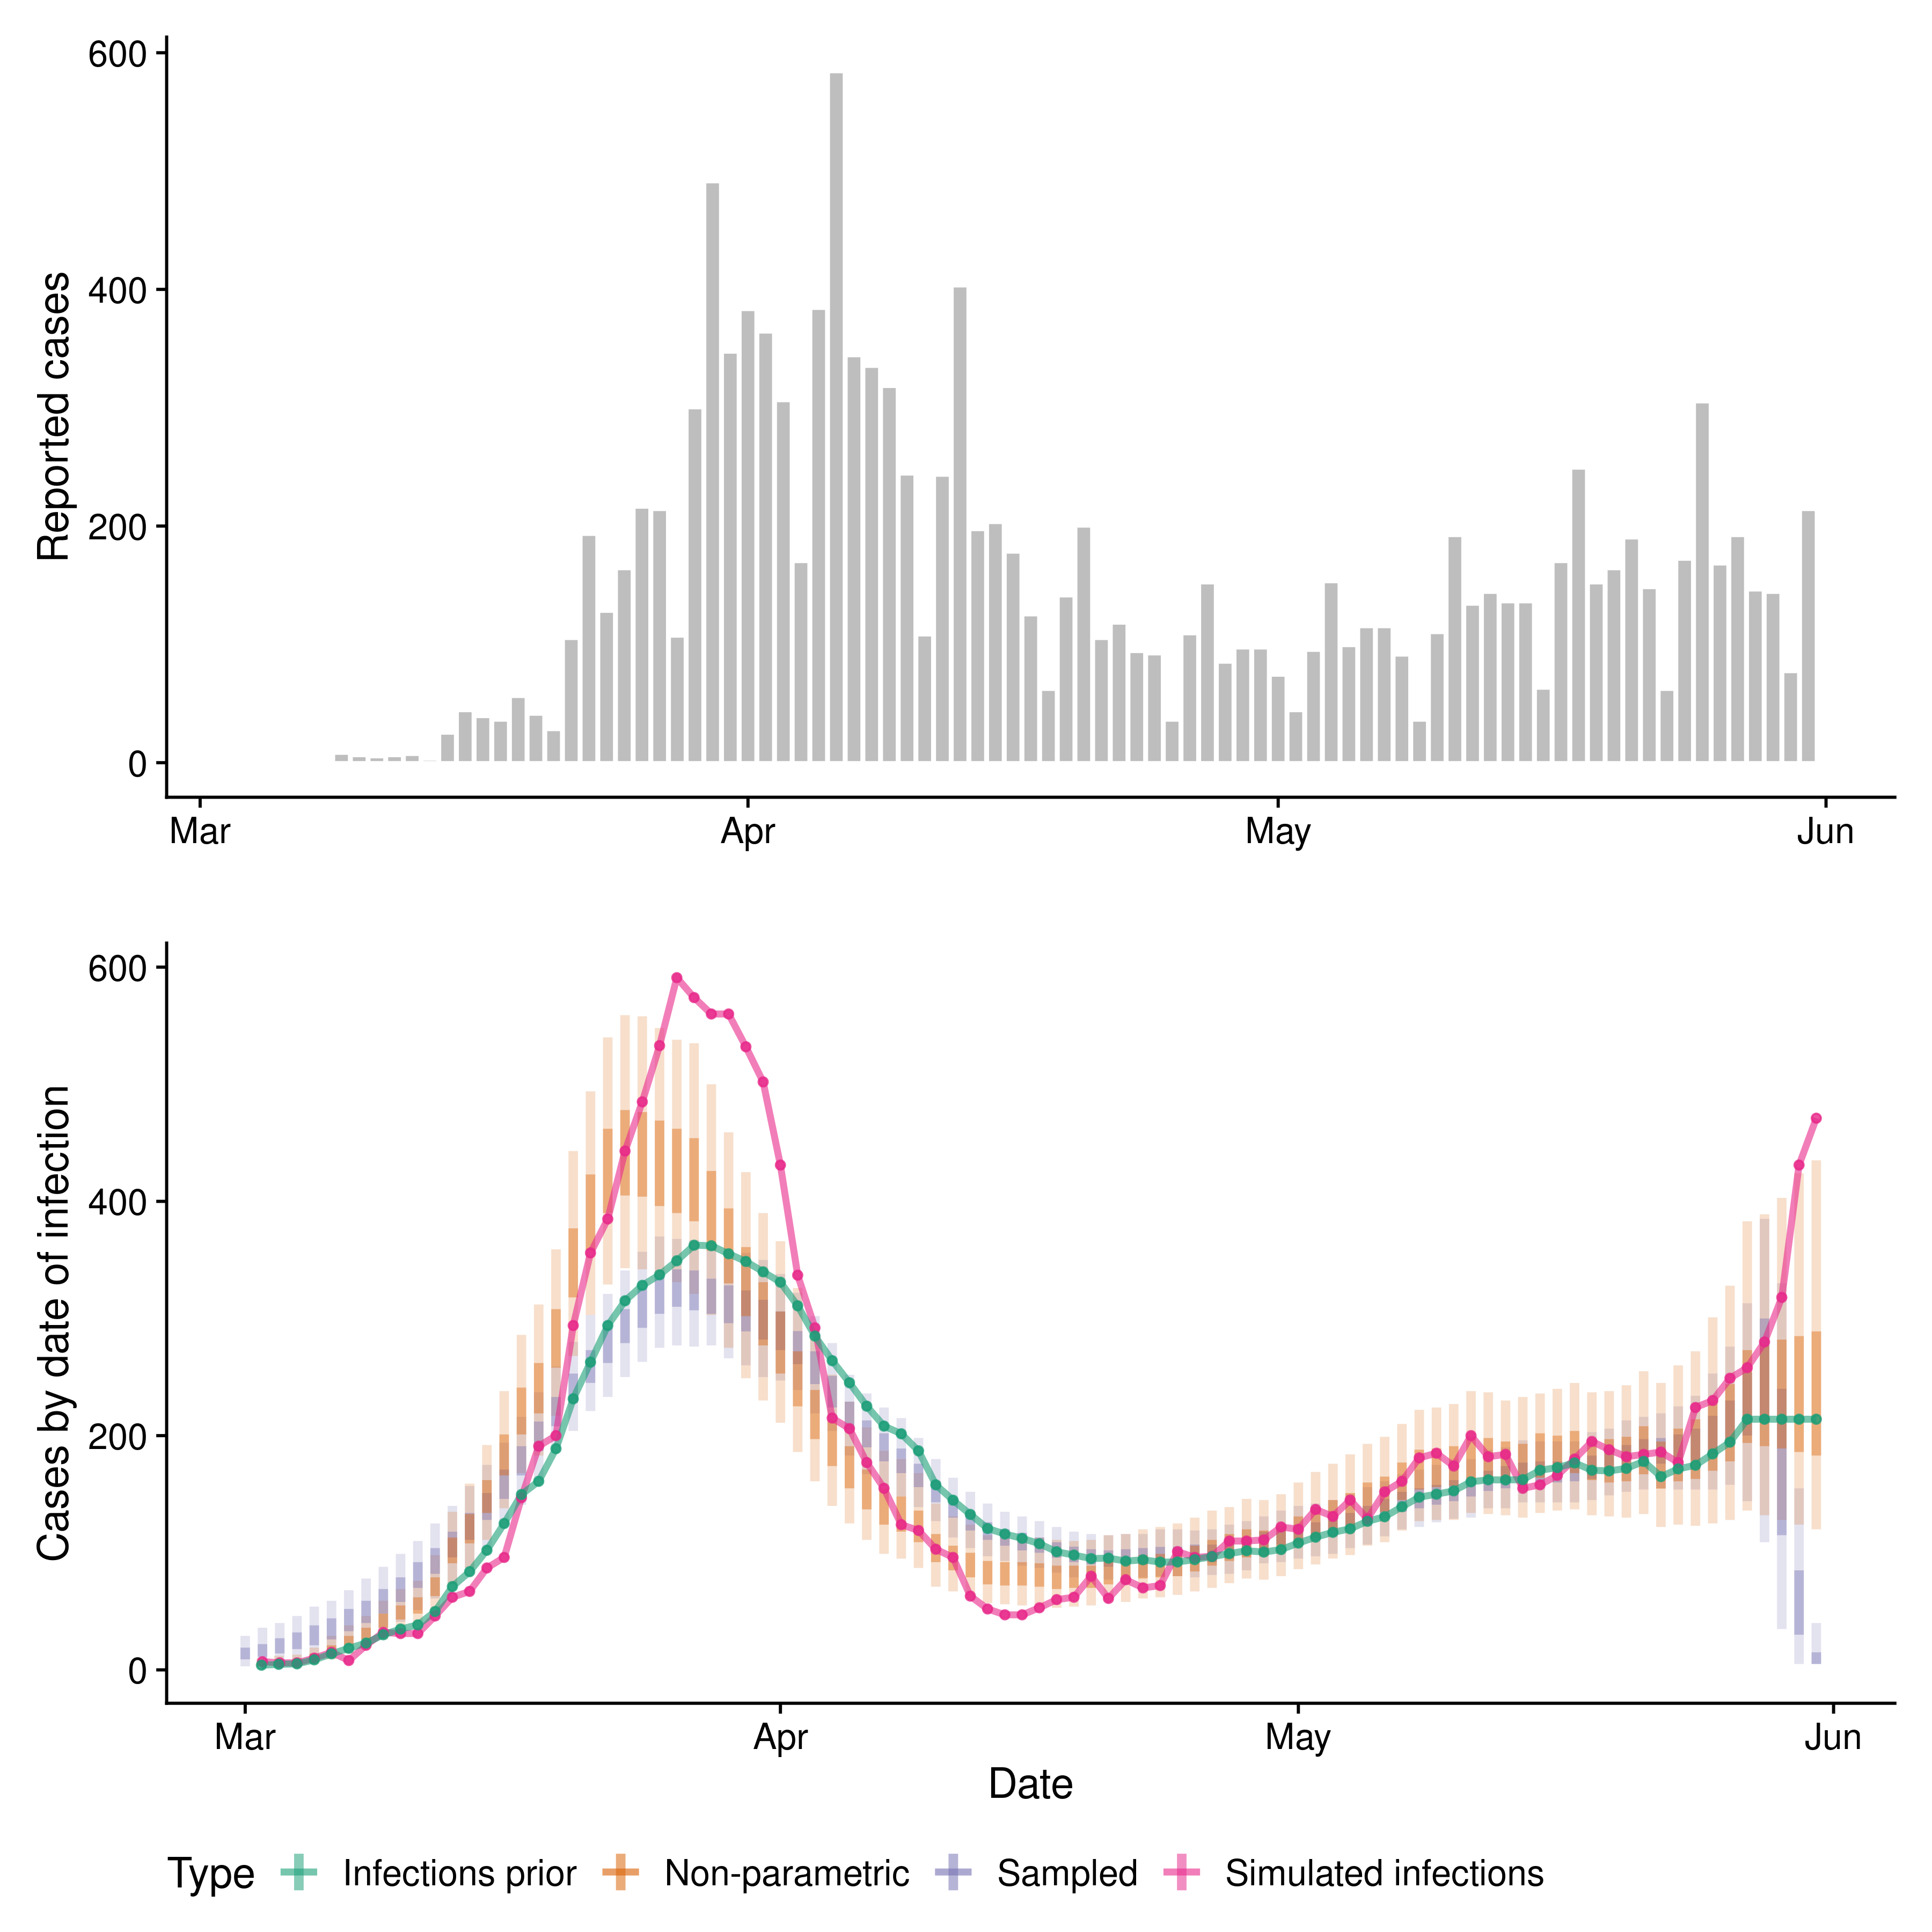 600
400
200
0
Reported cases
Mar Apr May Jun
600
400
200
0
Cases by date of infection
Mar Apr May Jun
Date
Type Infections prior Non-parametric Sampled Simulated infections